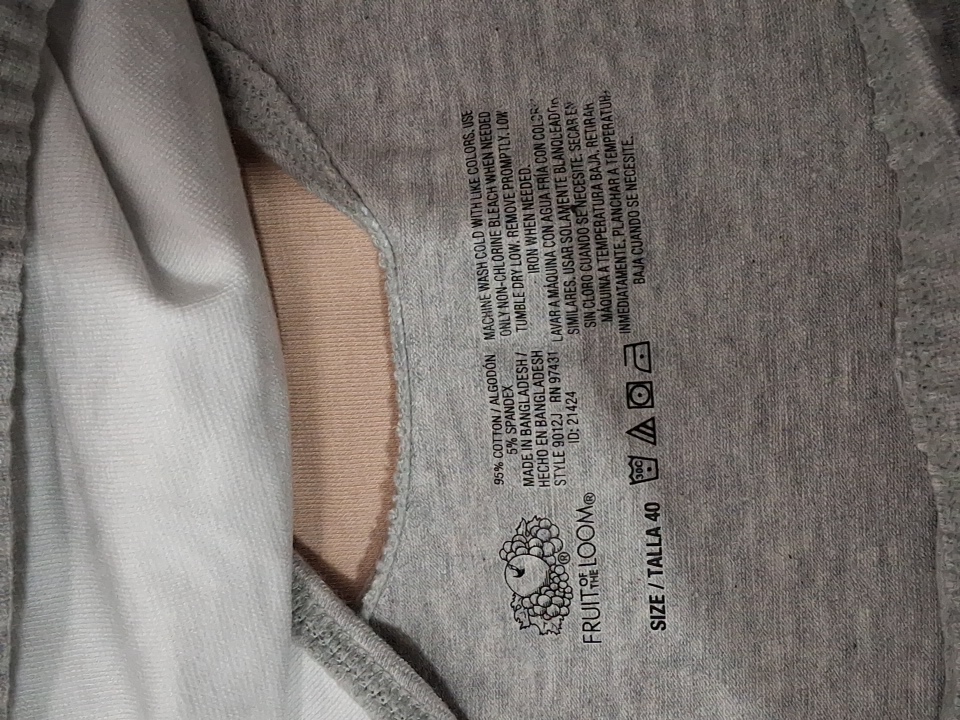 FRUIT OF THE LOOM®
®
SIZE / TALLA 40
95% COTTON / ALGODÓN
5% SPANDEX
MADE IN BANGLADESH /
HECHO EN BANGLADESH
STYLE 9012J RN 97431
ID: 21424
30C
MACHINE WASH COLD WITH LIKE COLORS. USE
ONLY NON-CHLORINE BLEACH WHEN NEEDED
TUMBLE DRY LOW. REMOVE PROMPTLY. LOW
IRON WHEN NEEDED.
LAVAR A MÁQUINA CON AGUA FRÍA CON COLORES
SIMILARES. USAR SOLAMENTE BLANQUEADOR
SIN CLORO CUANDO SE NECESITE. SECAR EN
MÁQUINA A TEMPERATURA BAJA. RETIRAR
INMEDIATAMENTE. PLANCHAR A TEMPERATURA
BAJA CUANDO SE NECESITE.